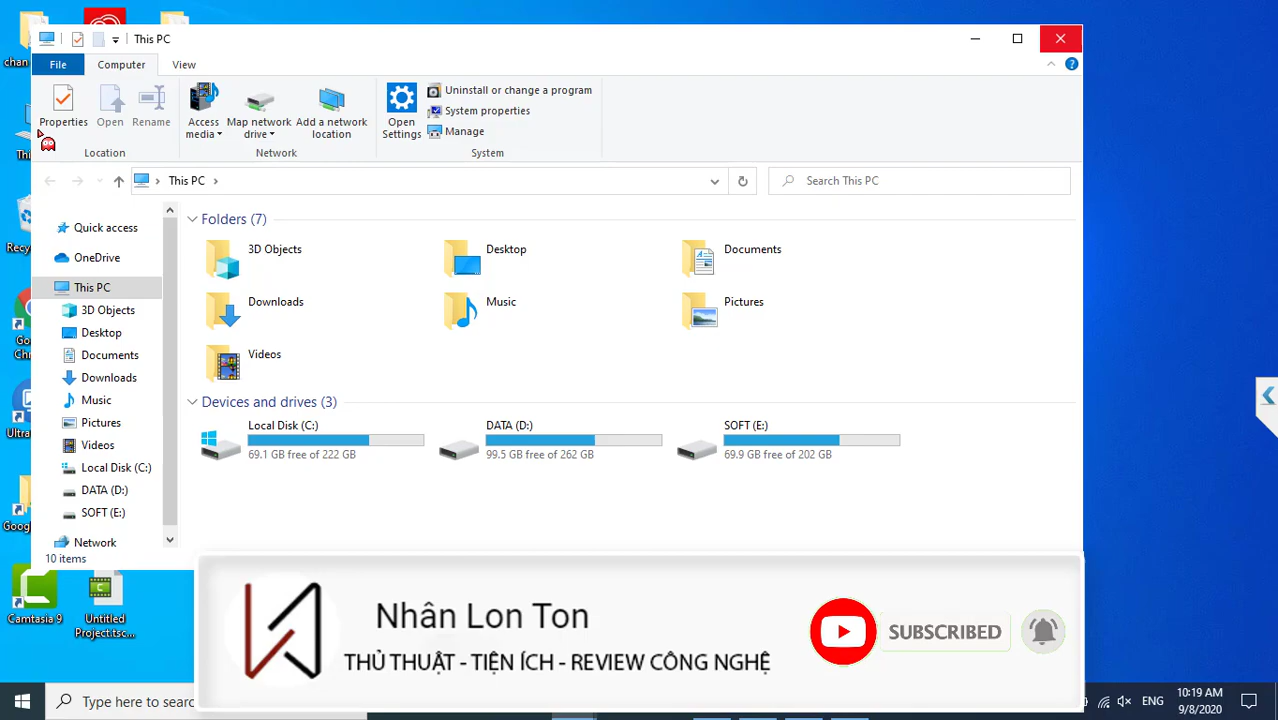 chan
This PC
File
Computer
View
Properties
Open
Rename
Access media
Map network drive
Add a network location
Open Settings
Uninstall or change a program
System properties
Manage
Location
Network
System
This PC
Search This PC
Quick access
OneDrive
This PC
3D Objects
Desktop
Documents
Downloads
Music
Pictures
Videos
Local Disk (C:)
DATA (D:)
SOFT (E:)
Network
Folders (7)
3D Objects
Desktop
Documents
Downloads
Music
Pictures
Videos
Devices and drives (3)
Local Disk (C:)
69.1 GB free of 222 GB
DATA (D:)
99.5 GB free of 262 GB
SOFT (E:)
69.9 GB free of 202 GB
10 items
Camtasia 9
Untitled
Project.tsc...
Nhân Lon Ton
THỦ THUẬT - TIỆN ÍCH - REVIEW CÔNG NGHỆ
SUBSCRIBED
Type here to searc
ENG
10:19 AM
9/8/2020